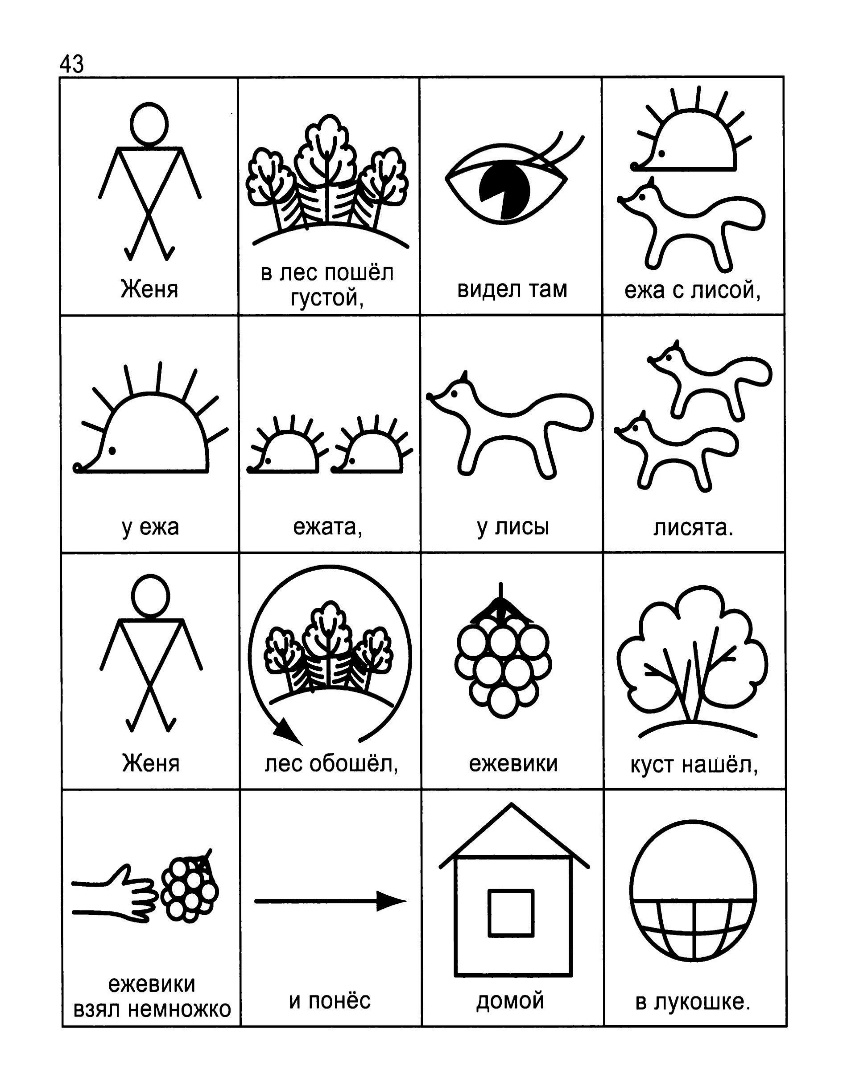 43
Женя
в лес пошёл
густой,
видел там
ежа с лисой,
у ежа
ежата,
у лисы
лисята.
Женя
лес обошёл,
ежевики
куст нашёл,
ежевики
взял немножко
и понёс
домой
в лукошке.